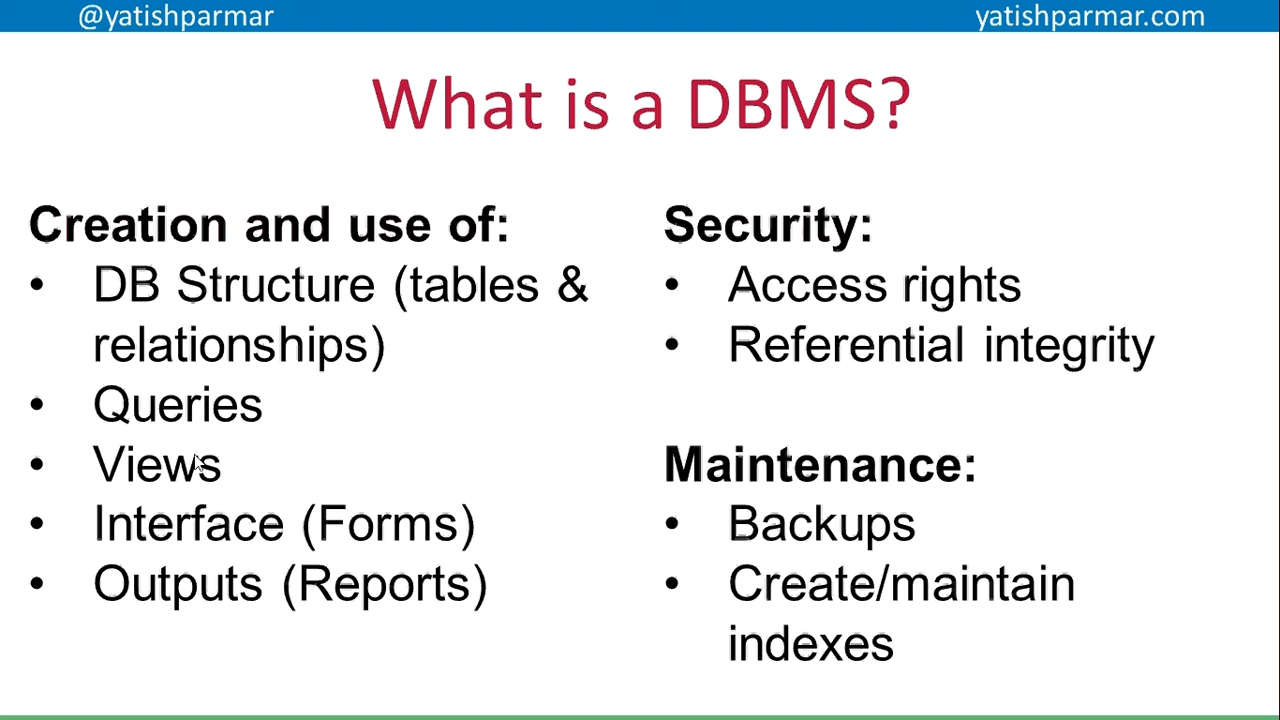 @yatishparmar
yatishparmar.com
What is a DBMS?
Creation and use of:
• DB Structure (tables &
relationships)
• Queries
• Views
• Interface (Forms)
• Outputs (Reports)
Security:
• Access rights
• Referential integrity
Maintenance:
• Backups
• Create/maintain
indexes